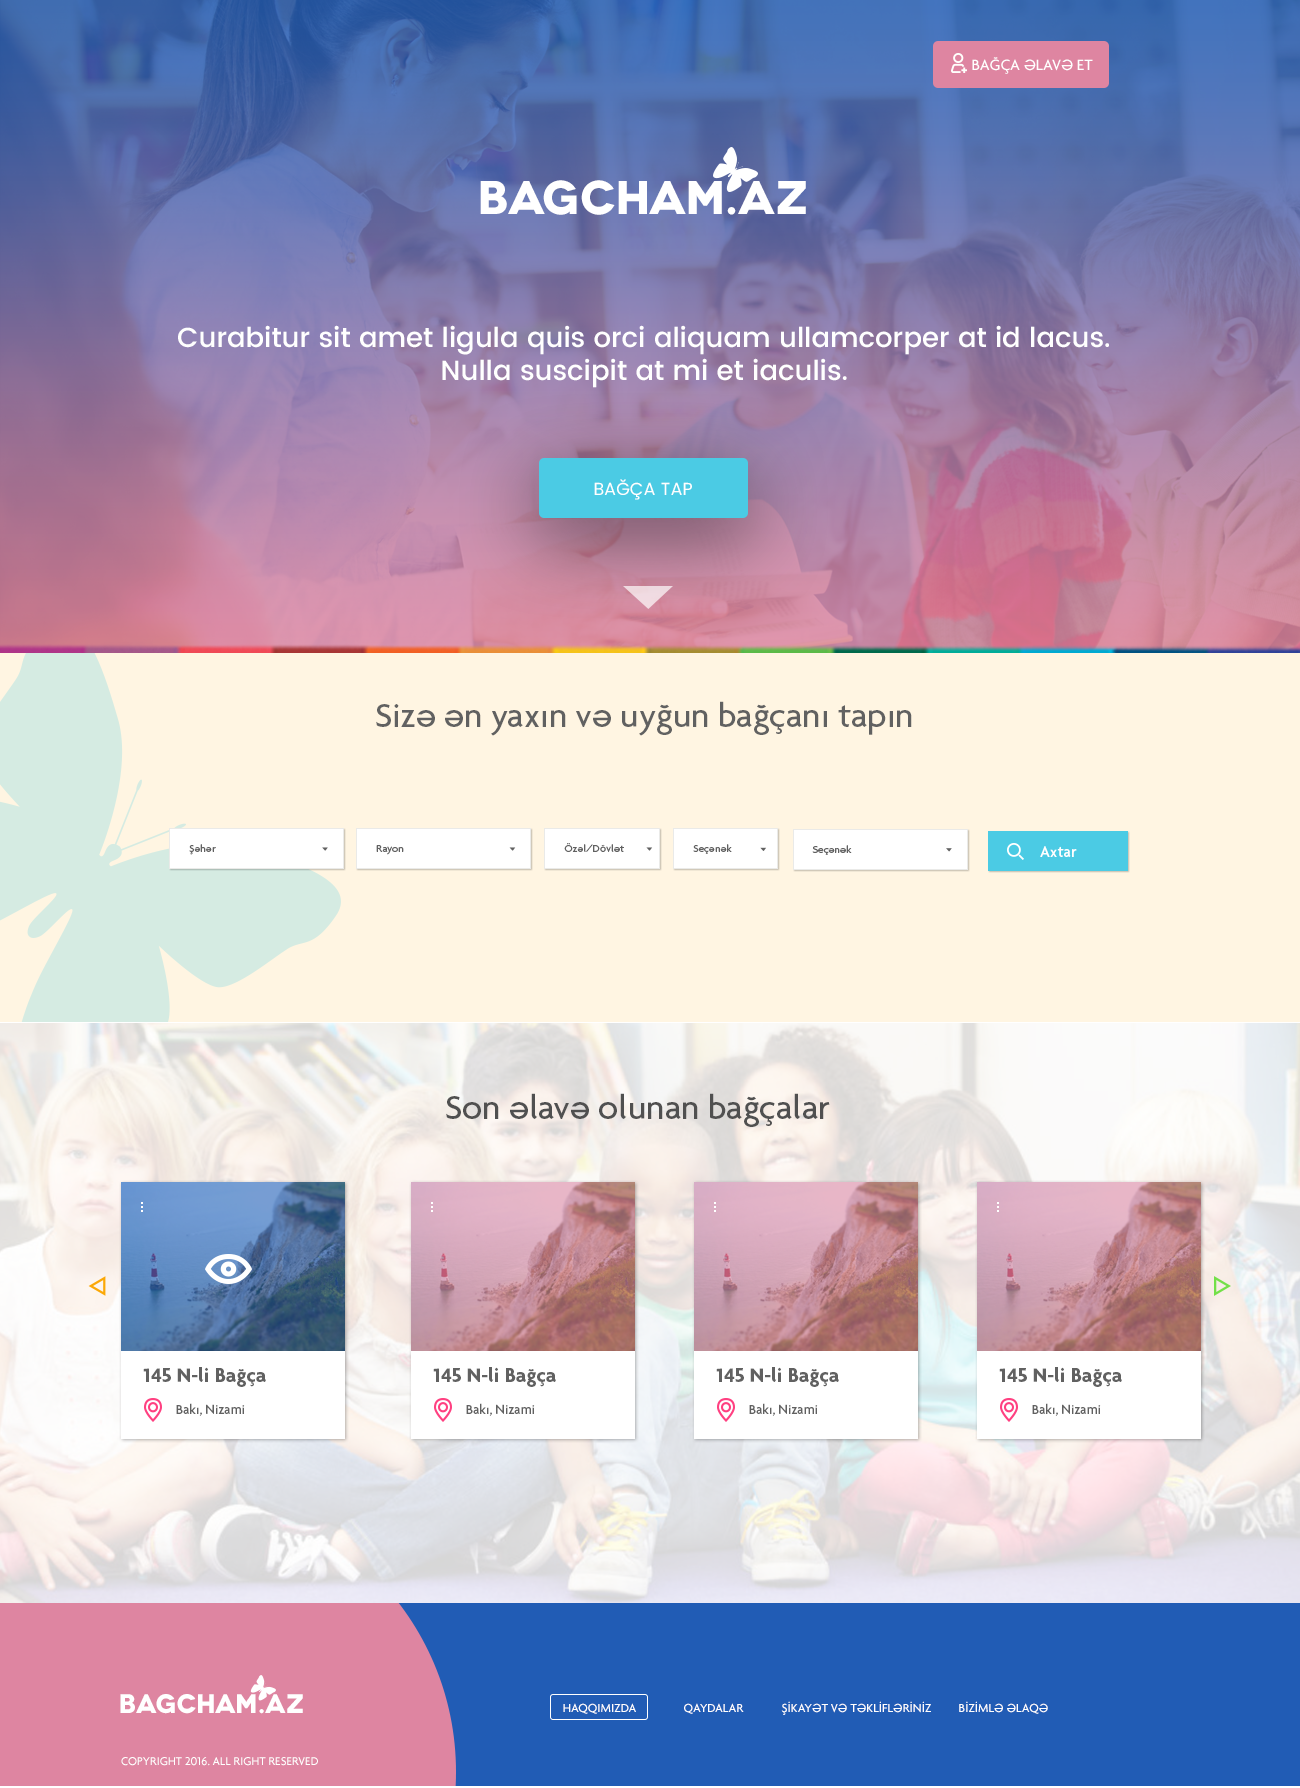 BAĞÇA ƏLAVƏ ET
BAGCHAM.AZ
Curabitur sit amet ligula quis orci aliquam ullamcorper at id lacus.
Nulla suscipit at mi et iaculis.
BAĞÇA TAP
Sizə ən yaxın və uyğun bağçanı tapın
Şəhər Rayon Özəl/Dövlət Seçənək Seçənək Axtar
Son əlavə olunan bağçalar
145 N-li Bağça 145 N-li Bağça 145 N-li Bağça 145 N-li Bağça
Bakı, Nizami Bakı, Nizami Bakı, Nizami Bakı, Nizami
BAGCHAM.AZ
HAQQIMIZDA QAYDALAR ŞİKAYƏT VƏ TƏKLİFLƏRİNİZ BİZİMLƏ ƏLAQƏ
COPYRIGHT 2016. ALL RIGHT RESERVED